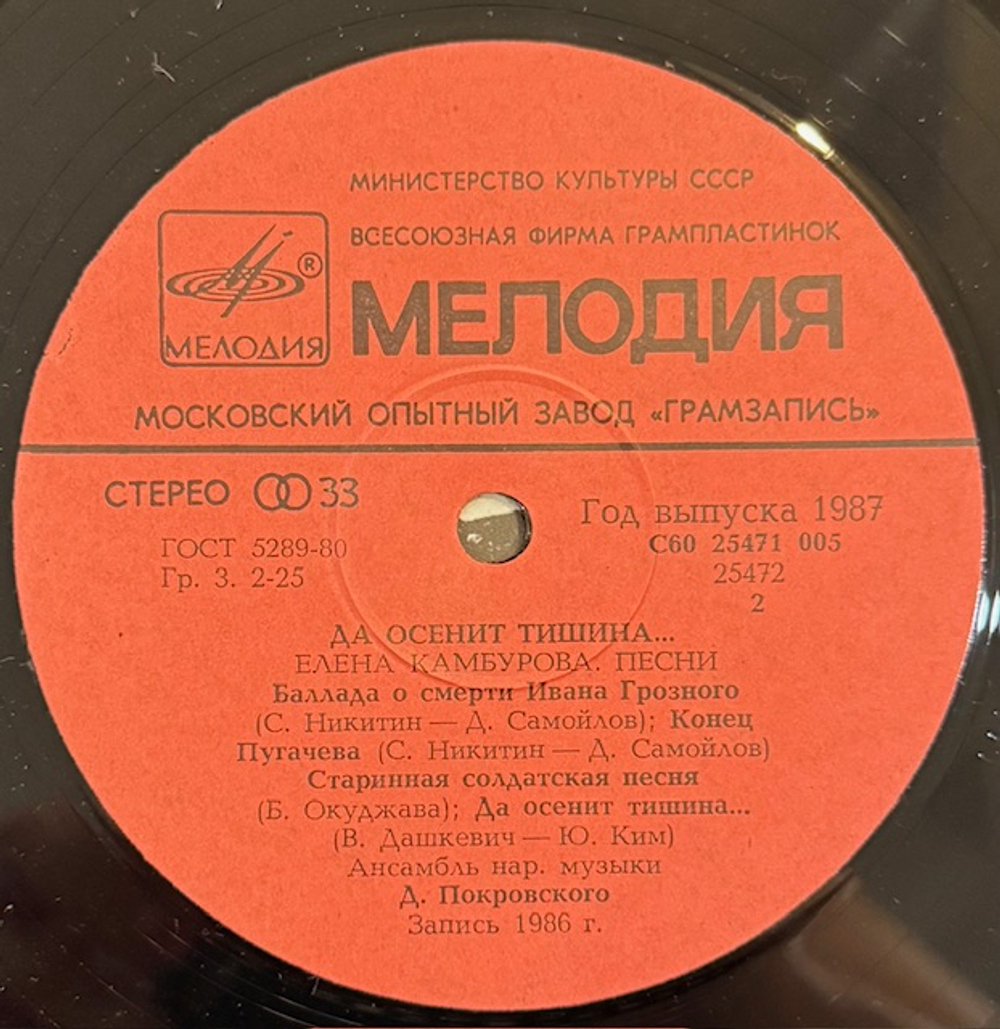 МИНИСТЕРСТВО КУЛЬТУРЫ СССР
ВСЕСОЮЗНАЯ ФИРМА ГРАМПЛАСТИНОК
®
МЕЛОДИЯ
МЕЛОДИЯ
МОСКОВСКИЙ ОПЫТНЫЙ ЗАВОД «ГРАМЗАПИСЬ»
СТЕРЕО 33
ГОСТ 5289-80
Гр. 3. 2-25
Год выпуска 1987
С60 25471 005
25472
2
ДА ОСЕНИТ ТИШИНА...
ЕЛЕНА КАМБУРОВА. ПЕСНИ
Баллада о смерти Ивана Грозного
(С. Никитин — Д. Самойлов); Конец
Пугачева (С. Никитин — Д. Самойлов)
Старинная солдатская песня
(Б. Окуджава); Да осенит тишина...
(В. Дашкевич — Ю. Ким)
Ансамбль нар. музыки
Д. Покровского
Запись 1986 г.